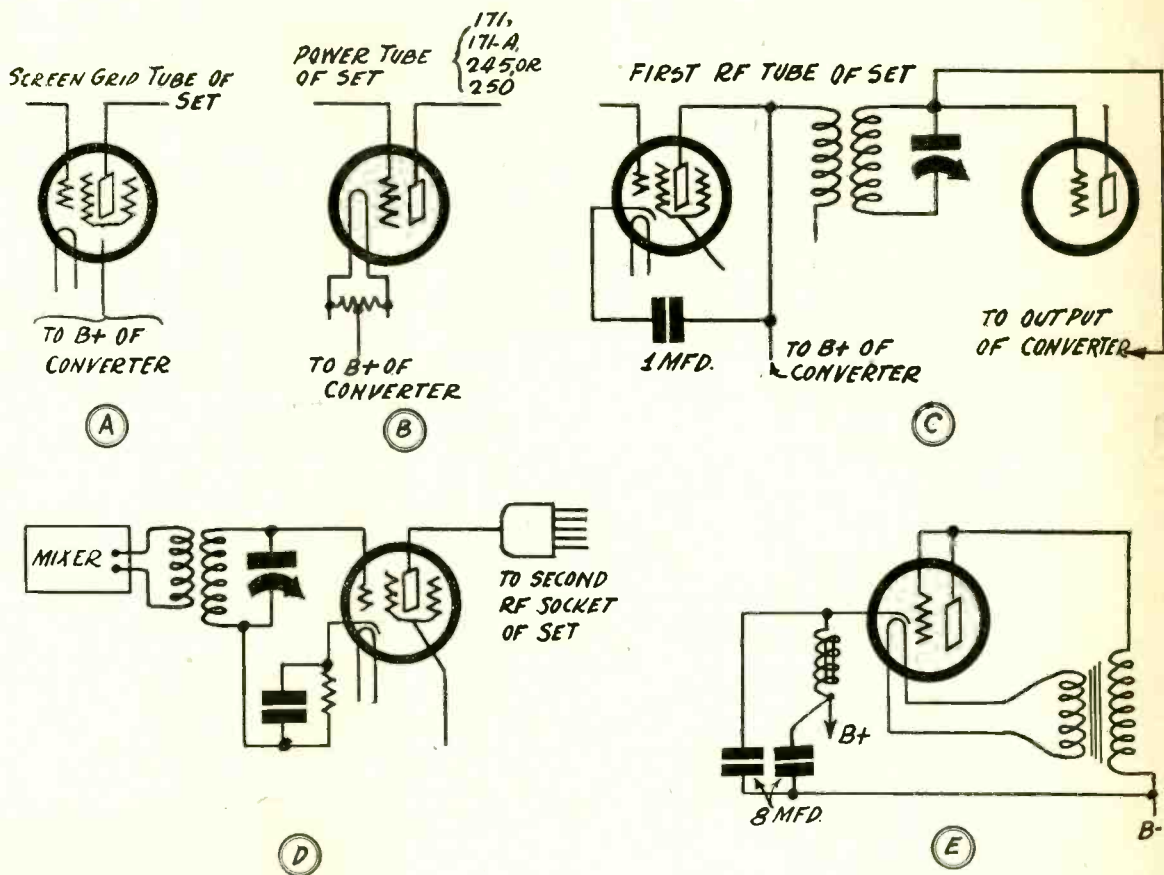 SCREEN GRID TUBE OF
SET
TO B+ OF
CONVERTER
A
POWER TUBE
OF SET
171,
171-A,
245, OR
250
TO B+ OF
CONVERTER
B
FIRST RF TUBE OF SET
1 MFD.
TO B+ OF
CONVERTER
TO OUTPUT
OF CONVERTER
C
MIXER
TO SECOND
RF SOCKET
OF SET
D
B+
8 MFD.
B-
E